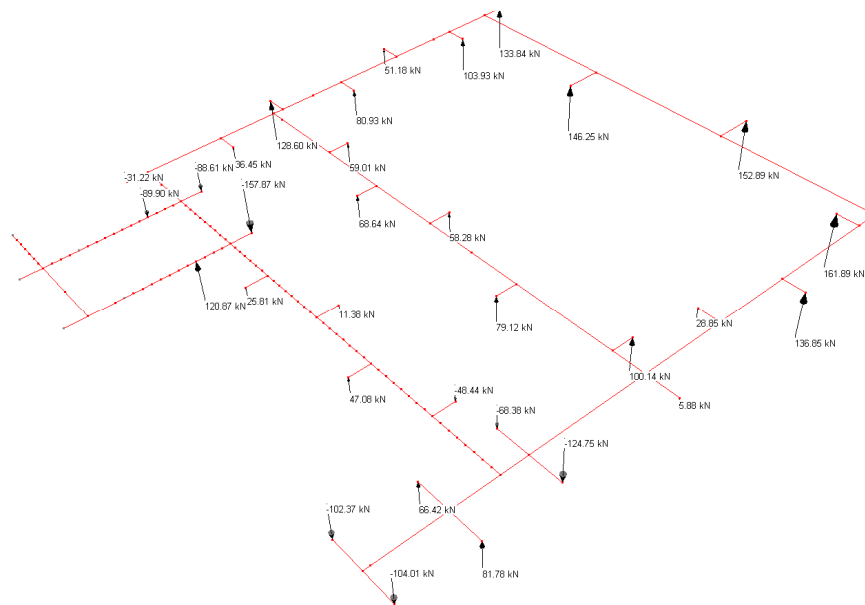 133.84 kN
51.18 kN
103.93 kN
80.93 kN
146.25 kN
128.60 kN
59.01 kN
36.45 kN
-31.22 kN
-88.61 kN
-89.90 kN
-157.87 kN
152.89 kN
68.64 kN
58.28 kN
161.89 kN
120.87 kN
25.81 kN
11.38 kN
79.12 kN
28.85 kN
136.85 kN
100.14 kN
47.08 kN
-48.44 kN
5.88 kN
-68.38 kN
-124.75 kN
-102.37 kN
66.42 kN
81.78 kN
-104.01 kN